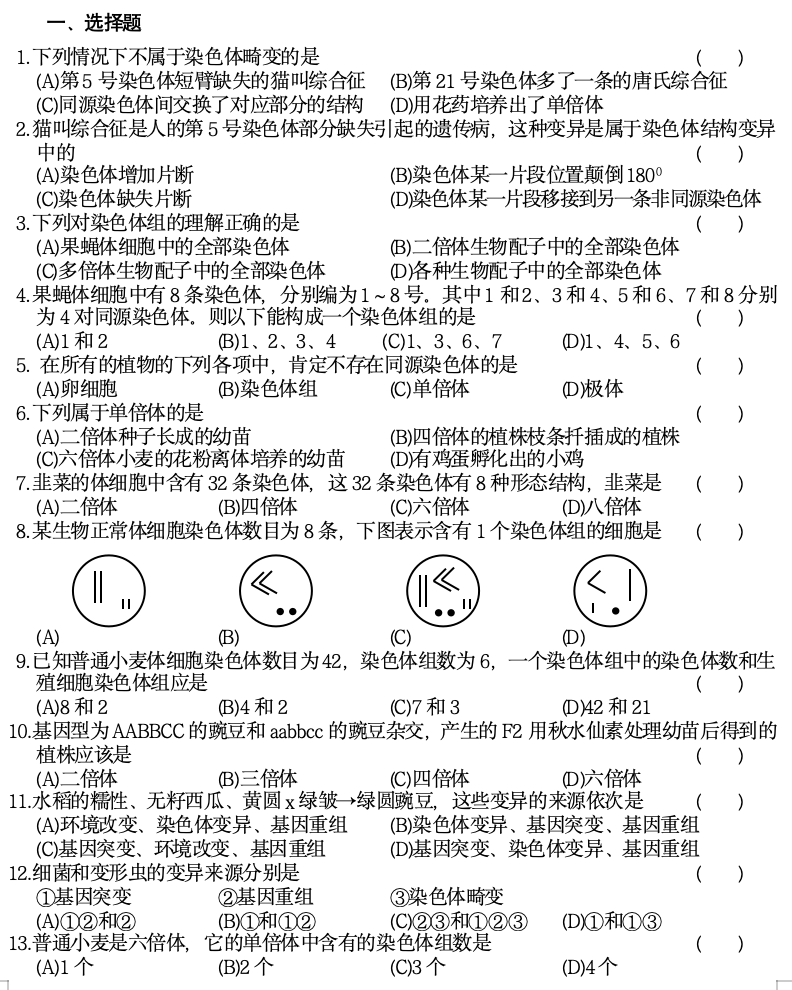 一、选择题
1.下列情况下不属于染色体畸变的是 (  )
(A)第5 号染色体短臂缺失的猫叫综合征 (B)第 21 号染色体多了一条的唐氏综合征
(C)同源染色体间交换了对应部分的结构 (D)用花药培养出了单倍体
2.猫叫综合征是人的第 5 号染色体部分缺失引起的遗传病，这种变异是属于染色体结构变异
中的 (  )
(A)染色体增加片断 (B)染色体某一片段位置颠倒 180⁰
(C)染色体缺失片断 (D)染色体某一片段移接到另一条非同源染色体
3.下列对染色体组的理解正确的是 (  )
(A)果蝇体细胞中的全部染色体 (B)二倍体生物配子中的全部染色体
(C)多倍体生物配子中的全部染色体 (D)各种生物配子中的全部染色体
4.果蝇体细胞中有 8 条染色体，分别编为 1 ~ 8 号。其中 1 和 2、3 和 4、5 和 6、7 和 8 分别
为 4 对同源染色体。则以下能构成一个染色体组的是 (  )
(A)1 和 2 (B)1、2、3、4 (C)1、3、6、7 (D)1、4、5、6
5. 在所有的植物的下列各项中，肯定不存在同源染色体的是 (  )
(A)卵细胞 (B)染色体组 (C)单倍体 (D)极体
6.下列属于单倍体的是 (  )
(A)二倍体种子长成的幼苗 (B)四倍体的植株枝条扦插成的植株
(C)六倍体小麦的花粉离体培养的幼苗 (D)有鸡蛋孵化出的小鸡
7.韭菜的体细胞中含有 32 条染色体，这 32 条染色体有 8 种形态结构，韭菜是 (  )
(A)二倍体 (B)四倍体 (C)六倍体 (D)八倍体
8.某生物正常体细胞染色体数目为 8 条，下图表示含有 1 个染色体组的细胞是 (  )
(A) (B) (C) (D)
9.已知普通小麦体细胞染色体数目为 42，染色体组数为 6，一个染色体组中的染色体数和生
殖细胞染色体组应是 (  )
(A)8 和 2 (B)4 和 2 (C)7 和 3 (D)42 和 21
10.基因型为 AABBCC 的豌豆和 aabbcc 的豌豆杂交，产生的 F2 用秋水仙素处理幼苗后得到的
植株应该是 (  )
(A)二倍体 (B)三倍体 (C)四倍体 (D)六倍体
11.水稻的糯性、无籽西瓜、黄圆 x 绿皱→绿圆豌豆，这些变异的来源依次是 (  )
(A)环境改变、染色体变异、基因重组 (B)染色体变异、基因突变、基因重组
(C)基因突变、环境改变、基因重组 (D)基因突变、染色体变异、基因重组
12.细菌和变形虫的变异来源分别是 (  )
①基因突变 ②基因重组 ③染色体畸变
(A)①②和② (B)①和①② (C)②③和①②③ (D)①和①③
13.普通小麦是六倍体，它的单倍体中含有的染色体组数是 (  )
(A)1 个 (B)2 个 (C)3 个 (D)4 个